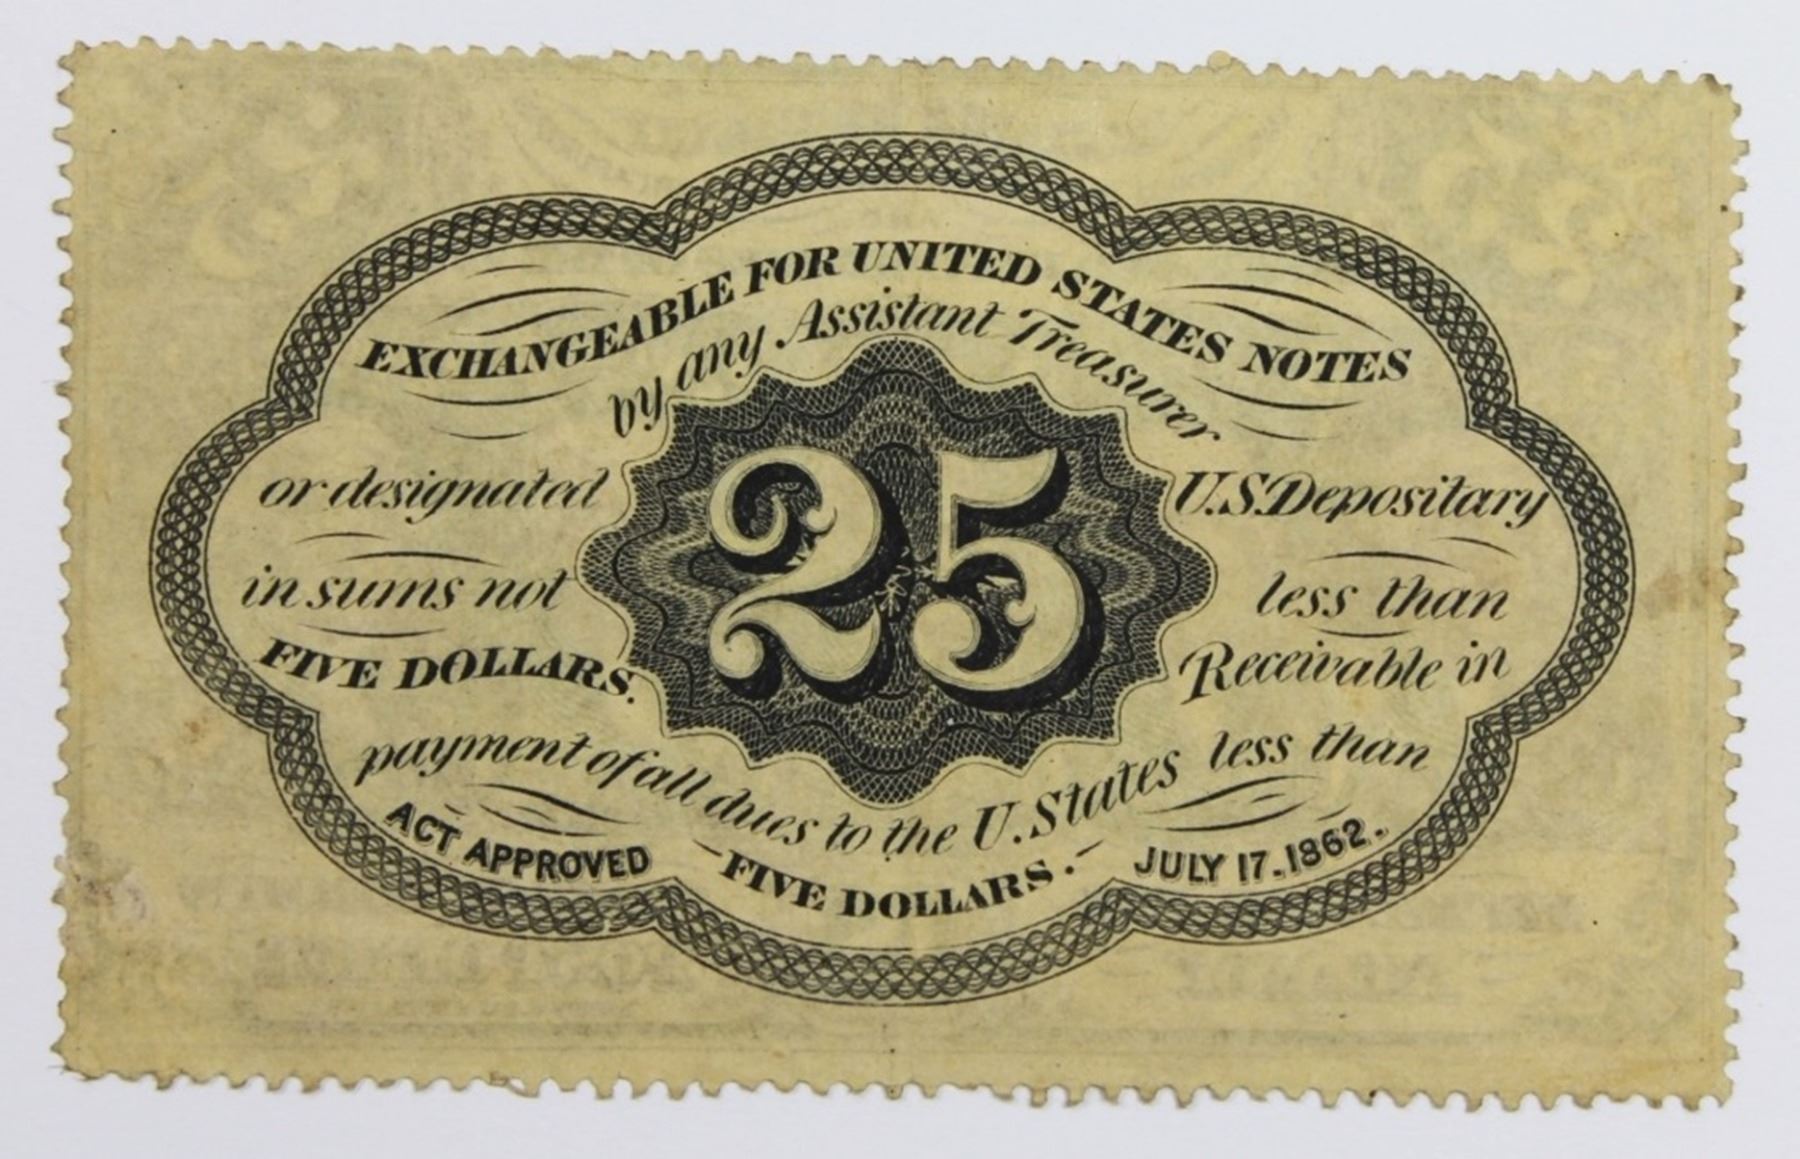 EXCHANGEABLE FOR UNITED STATES NOTES
by any Assistant Treasurer
or designated U.S. Depositary
in sums not less than
FIVE DOLLARS. Receivable in
payment of all dues to the U. States less than
FIVE DOLLARS.
ACT APPROVED JULY 17. 1862.
25